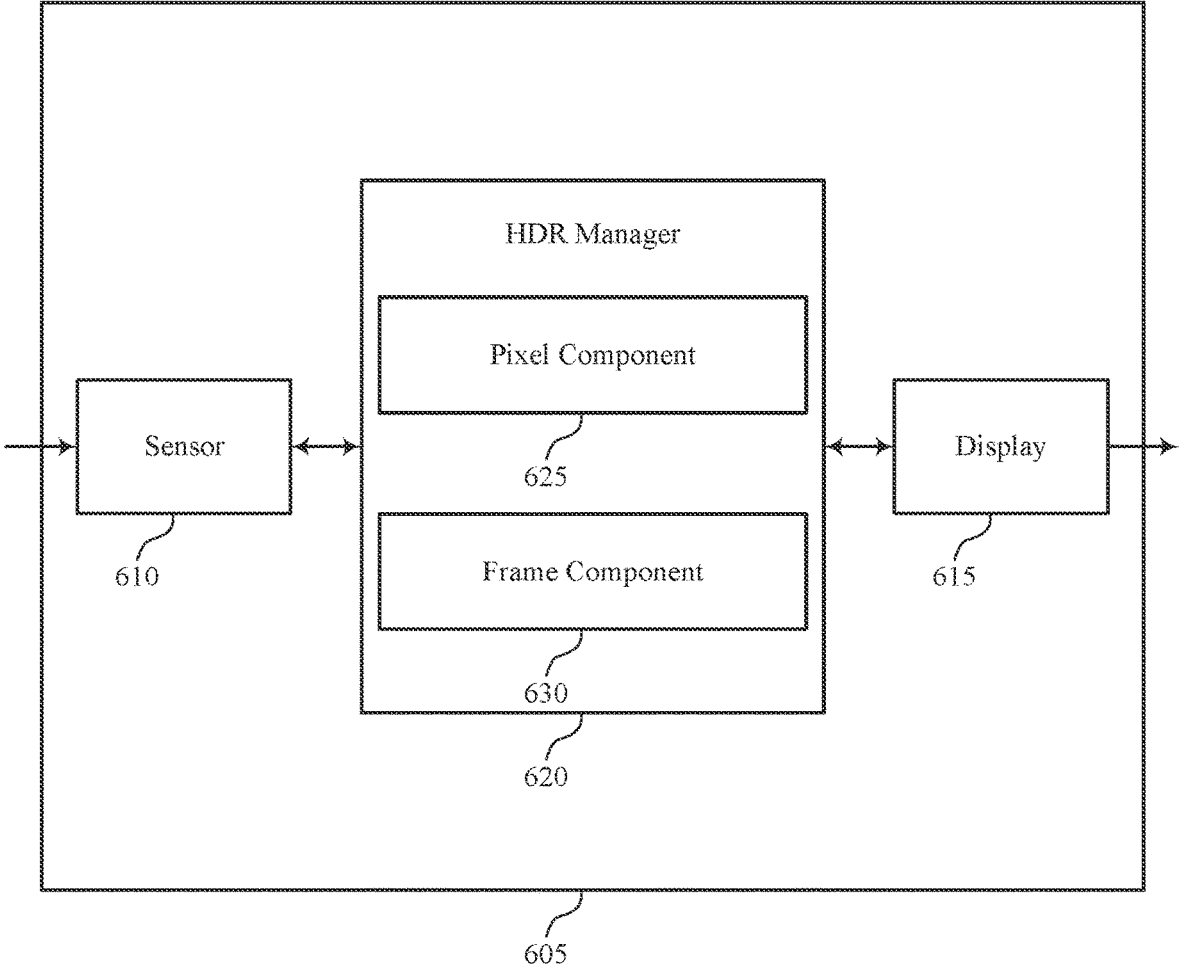 HDR Manager
Pixel Component
625
Sensor
610
Display
615
Frame Component
630
620
605